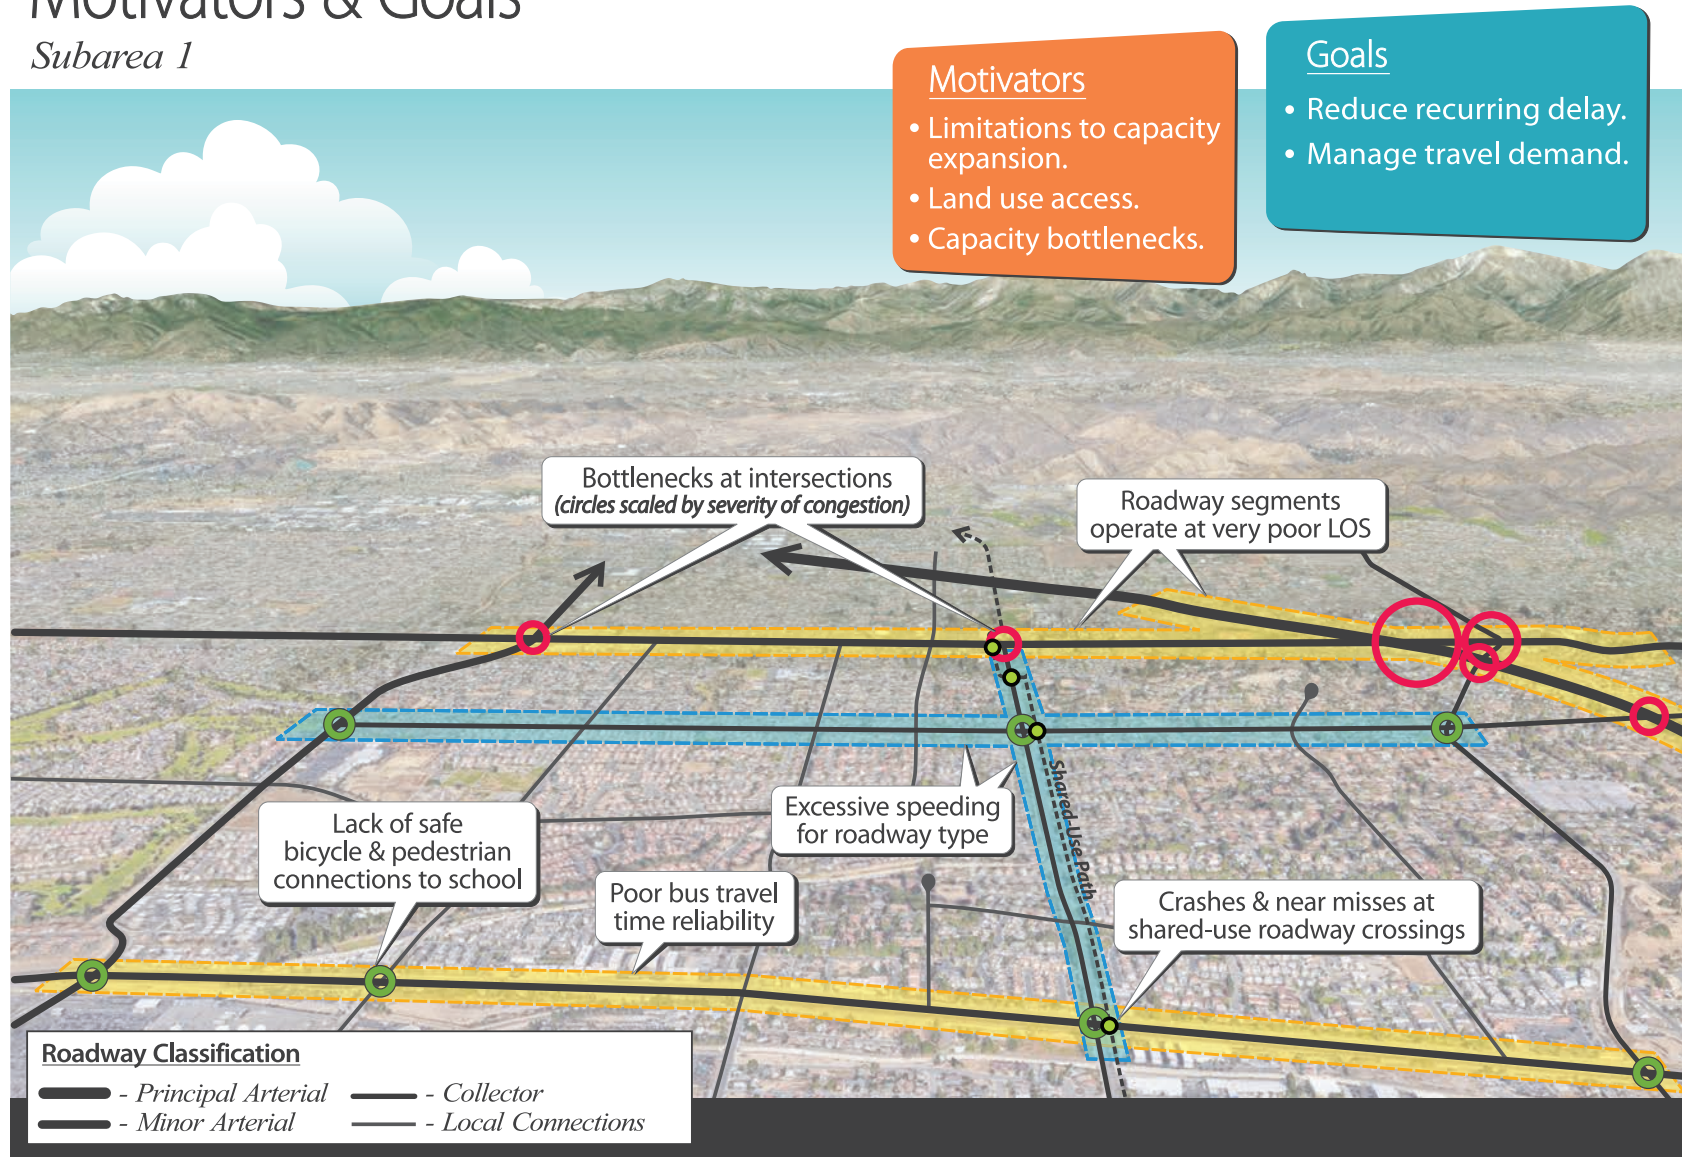 Motivators & Goals
Subarea 1
Motivators
• Limitations to capacity
expansion.
• Land use access.
• Capacity bottlenecks.
Goals
• Reduce recurring delay.
• Manage travel demand.
Bottlenecks at intersections
(circles scaled by severity of congestion)
Roadway segments
operate at very poor LOS
Excessive speeding
for roadway type
Shared-Use Path
Lack of safe
bicycle & pedestrian
connections to school
Poor bus travel
time reliability
Crashes & near misses at
shared-use roadway crossings
Roadway Classification
- Principal Arterial
- Collector
- Minor Arterial
- Local Connections